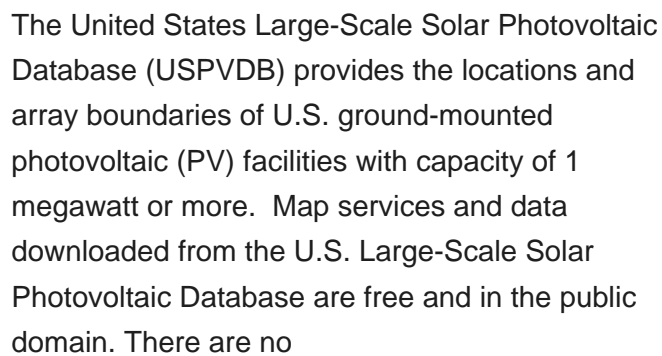 The United States Large-Scale Solar Photovoltaic
Database (USPVDB) provides the locations and
array boundaries of U.S. ground-mounted
photovoltaic (PV) facilities with capacity of 1
megawatt or more.  Map services and data
downloaded from the U.S. Large-Scale Solar
Photovoltaic Database are free and in the public
domain. There are no